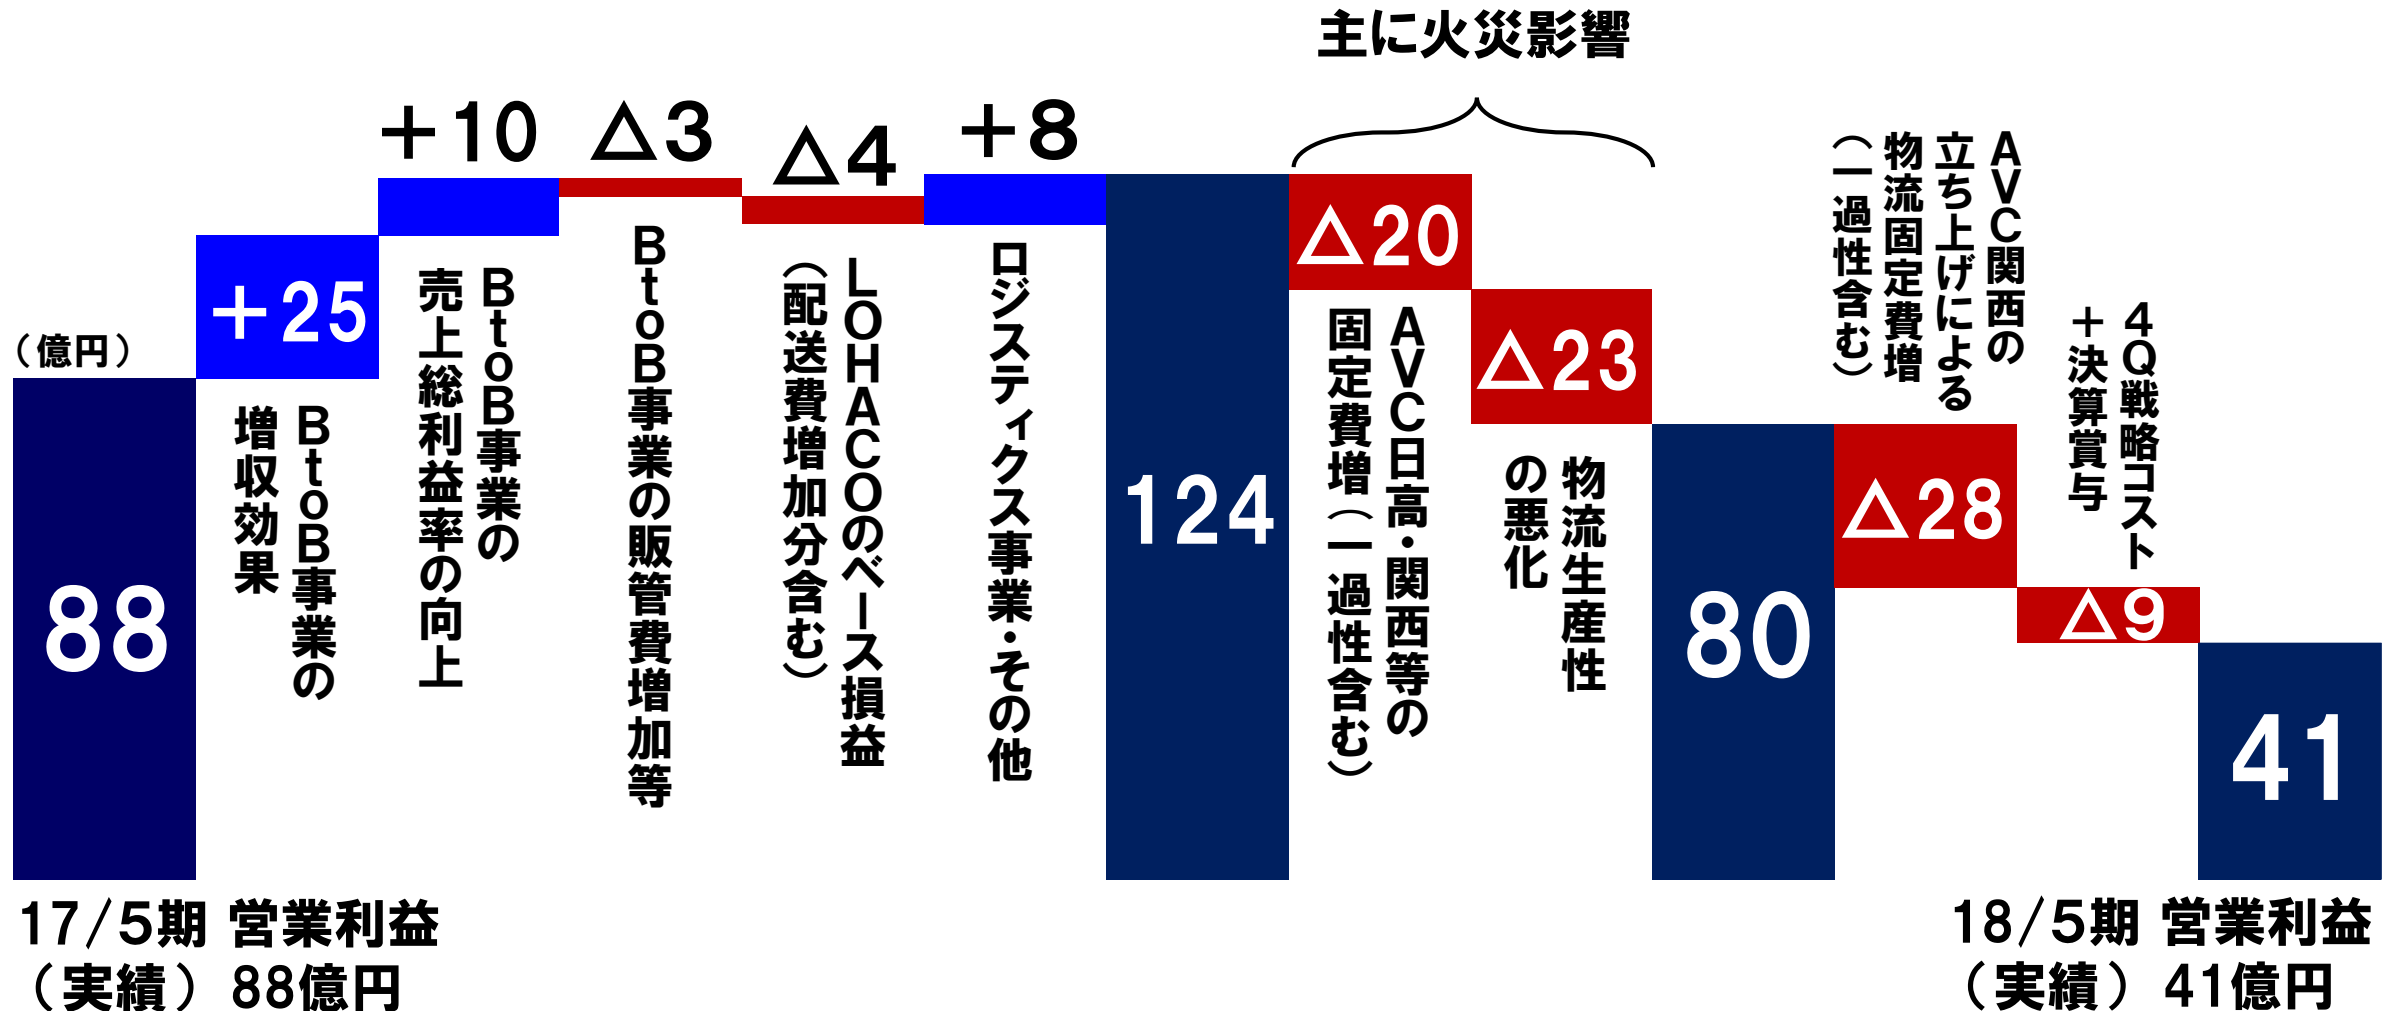 主に火災影響
（億円）
88
+25
BtoB事業の
増収効果
+10
BtoB事業の
売上総利益率の向上
△3
BtoB事業の販管費増加等
△4
LOHACOのベース損益
（配送費増加分含む）
+8
ロジスティクス事業・その他
124
△20
AVC日高・関西等の
固定費増（一過性含む）
△23
物流生産性
の悪化
80
AVC関西の
立ち上げによる
物流固定費増
（一過性含む）
△28
4Q戦略コスト
+決算賞与
△9
41
17/5期 営業利益
（実績）88億円
18/5期 営業利益
（実績）41億円